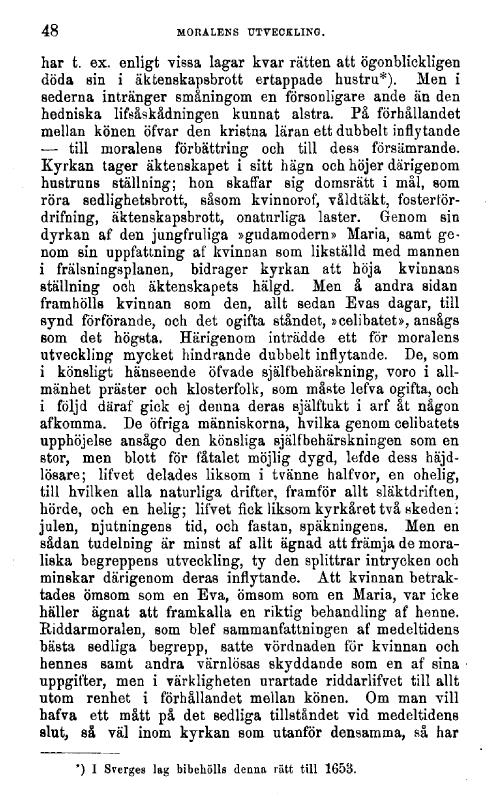 48 MORALENS UTVECKLING.
har t. ex. enligt vissa lagar kvar rätten att ögonblickligen
döda sin i äktenskapsbrott ertappade hustru*). Men i
sederna intränger småningom en försonligare ande än den
hedniska lifsåskådningen kunnat alstra. På förhållandet
mellan könen öfvar den kristna läran ett dubbelt inflytande
— till moralens förbättring och till dess försämrande.
Kyrkan tager äktenskapet i sitt hägn och höjer därigenom
hustruns ställning; hon skaffar sig domsrätt i mål, som
röra sedlighetsbrott, såsom kvinnorof, våldtäkt, fosterför-
drifning, äktenskapsbrott, onaturliga laster. Genom sin
dyrkan af den jungfruliga »gudamodern» Maria, samt ge-
nom sin uppfattning af kvinnan som likställd med mannen
i frälsningsplanen, bidrager kyrkan att höja kvinnans
ställning och äktenskapets hälgd. Men å andra sidan
framhölls kvinnan som den, allt sedan Evas dagar, till
synd förförande, och det ogifta ståndet, »celibatet», ansågs
som det högsta. Härigenom inträdde ett för moralens
utveckling mycket hindrande dubbelt inflytande. De, som
i könsligt hänseende öfvade själfbehärskning, voro i all-
mänhet präster och klosterfolk, som måste lefva ogifta, och
i följd däraf gick ej denna deras själftukt i arf åt någon
afkomma. De öfriga människorna, hvilka genom celibatets
upphöjelse ansågo den könsliga själfbehärskningen som en
stor, men blott för fåtalet möjlig dygd, lefde dess håjd-
lösare; lifvet delades liksom i tvänne halfvor, en ohelig,
till hvilken alla naturliga drifter, framför allt släktdriften,
hörde, och en helig; lifvet fick liksom kyrkåret två skeden:
julen, njutningens tid, och fastan, späkningens. Men en
sådan tudelning är minst af allt ägnad att främja de mora-
liska begreppens utveckling, ty den splittrar intrycken och
minskar därigenom deras inflytande. Att kvinnan betrak-
tades ömsom som en Eva, ömsom som en Maria, var icke
häller ägnat att framkalla en riktig behandling af henne.
Riddarmoralen, som blef sammanfattningen af medeltidens
bästa sedliga begrepp, satte vördnaden för kvinnan och
hennes samt andra värnlösas skyddande som en af sina
uppgifter, men i värkligheten urartade riddarlifvet till allt
utom renhet i förhållandet mellan könen. Om man vill
hafva ett mått på det sedliga tillståndet vid medeltidens
slut, så väl inom kyrkan som utanför densamma, så har
*) I Sverges lag bibehölls denna rätt till 1653.